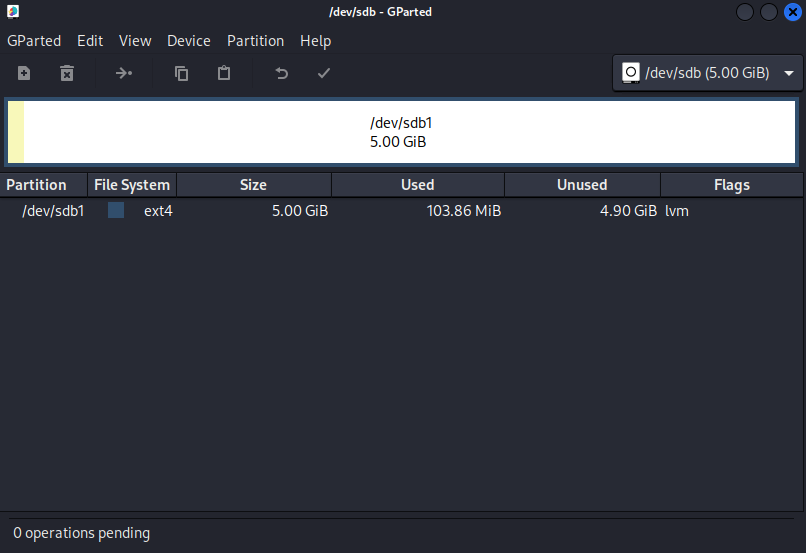 /dev/sdb - GParted
GParted Edit View Device Partition Help
/dev/sdb (5.00 GiB)
/dev/sdb1
5.00 GiB
Partition File System Size Used Unused Flags
/dev/sdb1 ext4 5.00 GiB 103.86 MiB 4.90 GiB lvm
0 operations pending